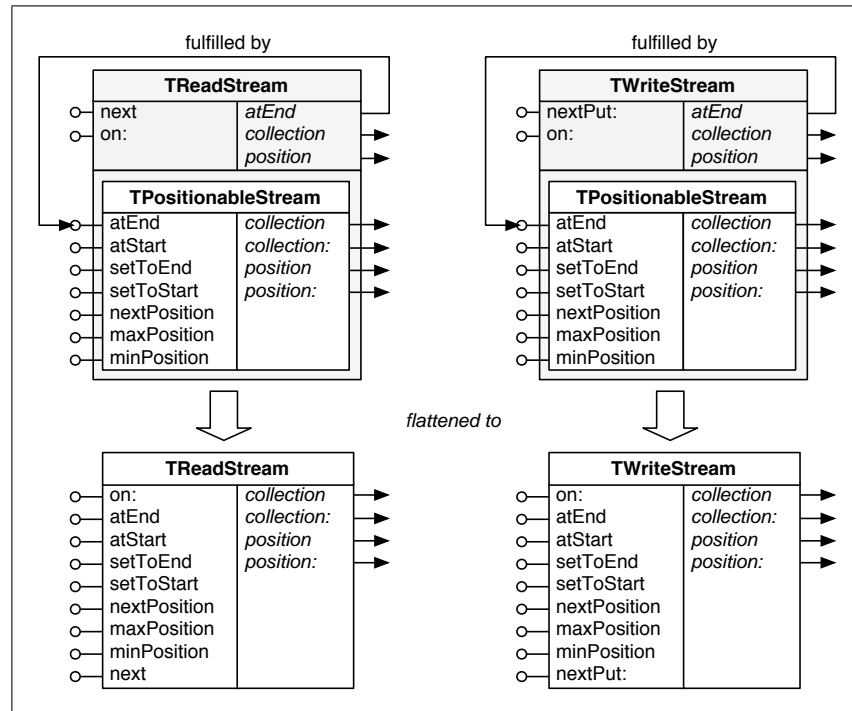 fulfilled by
TReadStream
next atEnd
on: collection
position
TPositionableStream
atEnd collection
atStart collection:
setToEnd position
setToStart position:
nextPosition
maxPosition
minPosition
fulfilled by
TWriteStream
nextPut: atEnd
on: collection
position
TPositionableStream
atEnd collection
atStart collection:
setToEnd position
setToStart position:
nextPosition
maxPosition
minPosition
flattened to
TReadStream
on: collection
atEnd collection:
atStart position
setToEnd position:
setToStart
nextPosition
maxPosition
minPosition
next
TWriteStream
on: collection
atEnd collection:
atStart position
setToEnd position:
setToStart
nextPosition
maxPosition
minPosition
nextPut: